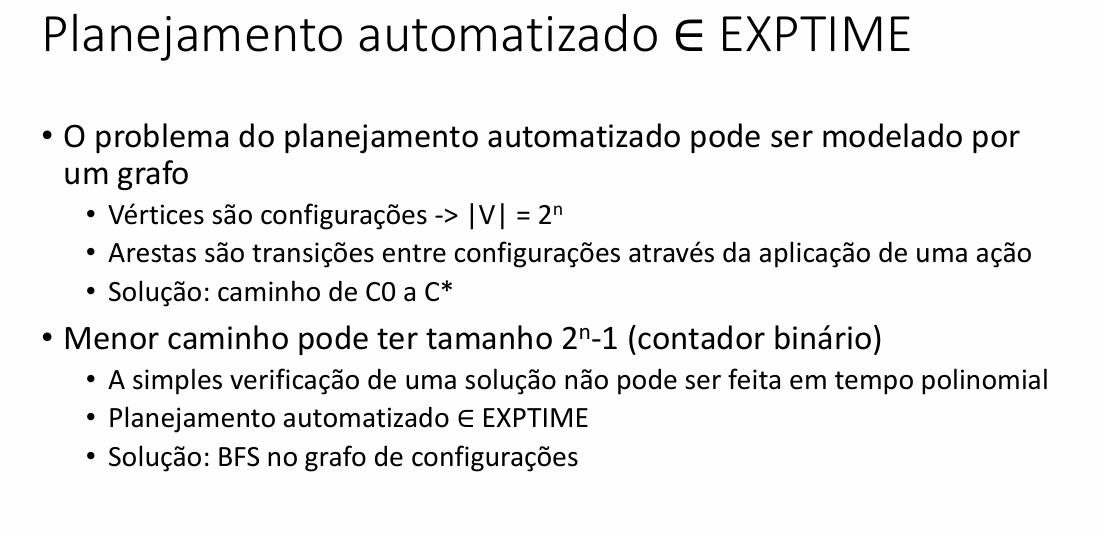 Planejamento automatizado ∈ EXPTIME
• O problema do planejamento automatizado pode ser modelado por
um grafo
• Vértices são configurações -> |V| = 2ⁿ
• Arestas são transições entre configurações através da aplicação de uma ação
• Solução: caminho de C0 a C*
• Menor caminho pode ter tamanho 2ⁿ-1 (contador binário)
• A simples verificação de uma solução não pode ser feita em tempo polinomial
• Planejamento automatizado ∈ EXPTIME
• Solução: BFS no grafo de configurações